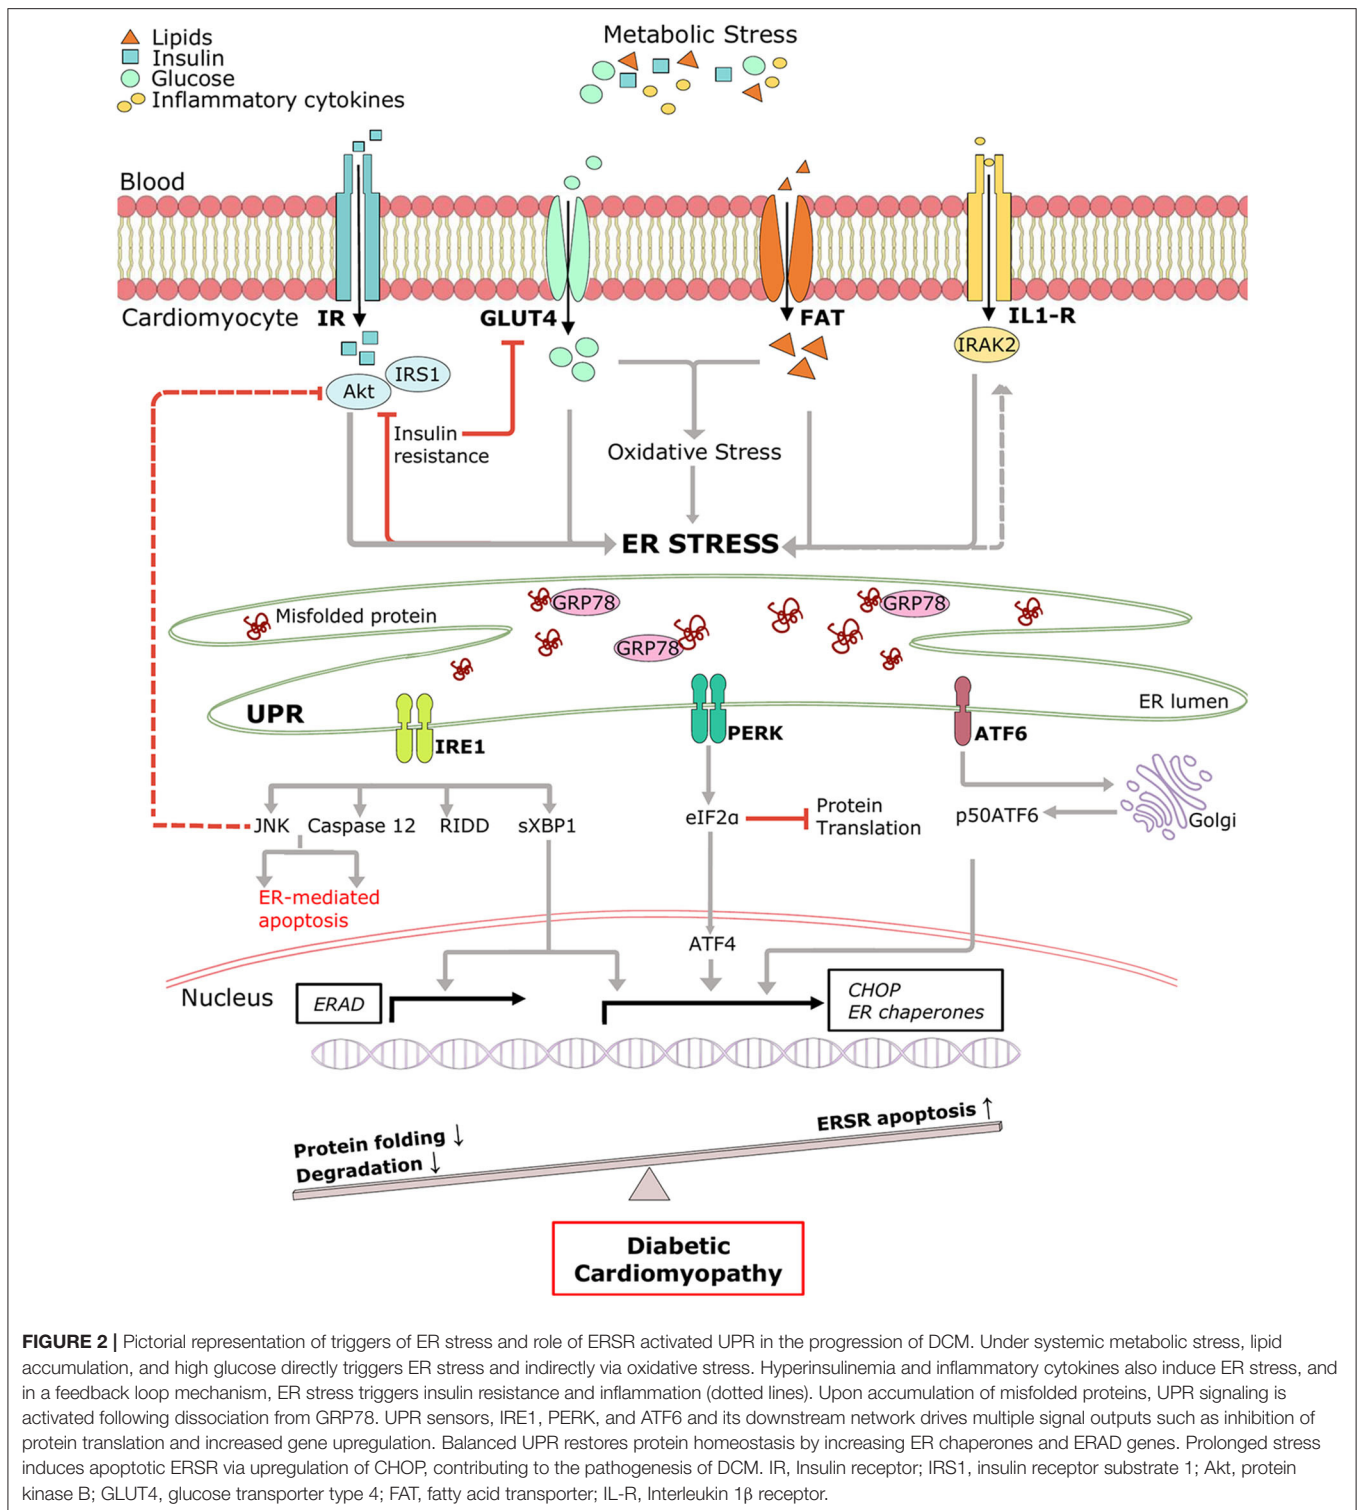 Lipids
Insulin
Glucose
Inflammatory cytokines
Metabolic Stress
Blood
Cardiomyocyte
IR
GLUT4
FAT
IL1-R
IRAK2
IRS1
Akt
Insulin
resistance
Oxidative Stress
ER STRESS
Misfolded protein
GRP78
GRP78
GRP78
UPR
ER lumen
IRE1
PERK
ATF6
JNK
Caspase 12
RIDD
sXBP1
eIF2α
Protein
Translation
p50ATF6
Golgi
ER-mediated
apoptosis
ATF4
Nucleus
ERAD
CHOP
ER chaperones
Protein folding ↓
Degradation ↓
ERSR apoptosis ↑
Diabetic
Cardiomyopathy
FIGURE 2 | Pictorial representation of triggers of ER stress and role of ERSR activated UPR in the progression of DCM. Under systemic metabolic stress, lipid
accumulation, and high glucose directly triggers ER stress and indirectly via oxidative stress. Hyperinsulinemia and inflammatory cytokines also induce ER stress, and
in a feedback loop mechanism, ER stress triggers insulin resistance and inflammation (dotted lines). Upon accumulation of misfolded proteins, UPR signaling is
activated following dissociation from GRP78. UPR sensors, IRE1, PERK, and ATF6 and its downstream network drives multiple signal outputs such as inhibition of
protein translation and increased gene upregulation. Balanced UPR restores protein homeostasis by increasing ER chaperones and ERAD genes. Prolonged stress
induces apoptotic ERSR via upregulation of CHOP, contributing to the pathogenesis of DCM. IR, Insulin receptor; IRS1, insulin receptor substrate 1; Akt, protein
kinase B; GLUT4, glucose transporter type 4; FAT, fatty acid transporter; IL-R, Interleukin 1β receptor.